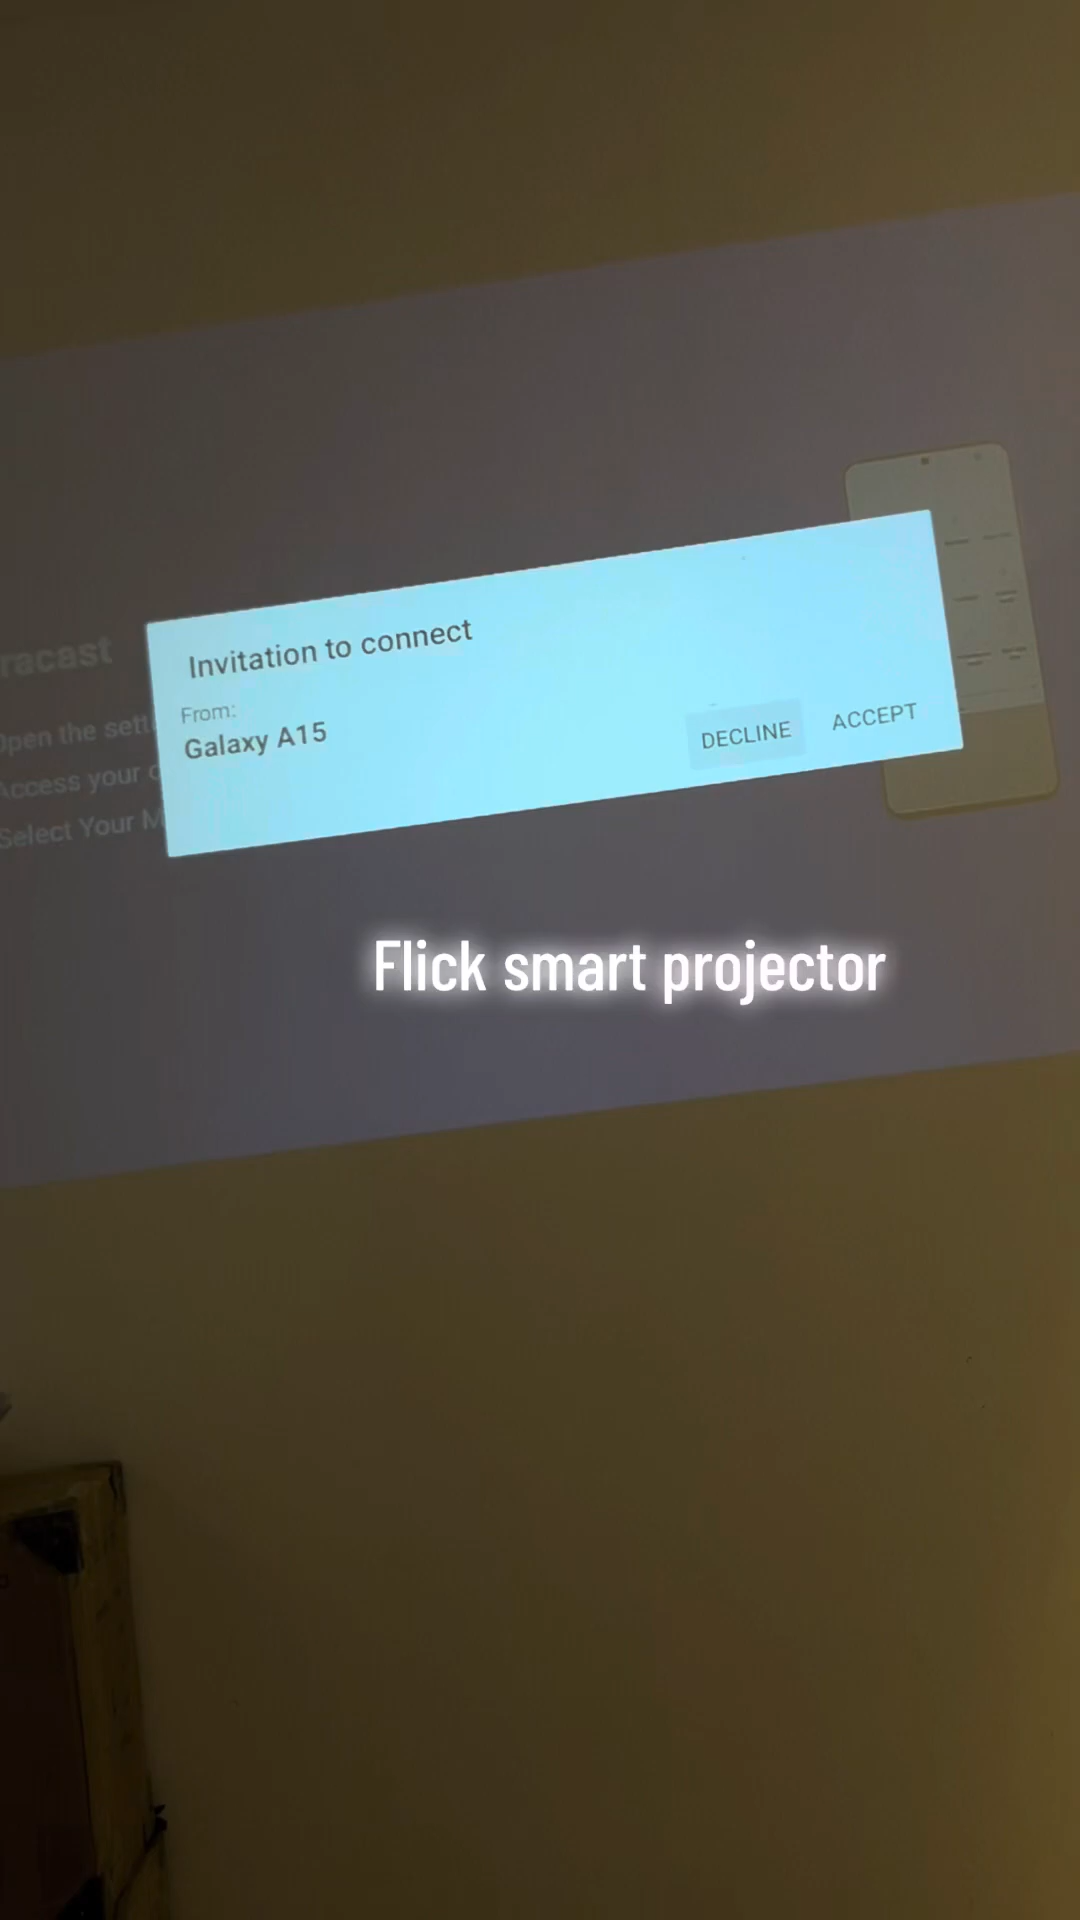 Invitation to connect
From:
Galaxy A15
DECLINE ACCEPT
racast
Open the sett
Access your
Select Your M
Flick smart projector